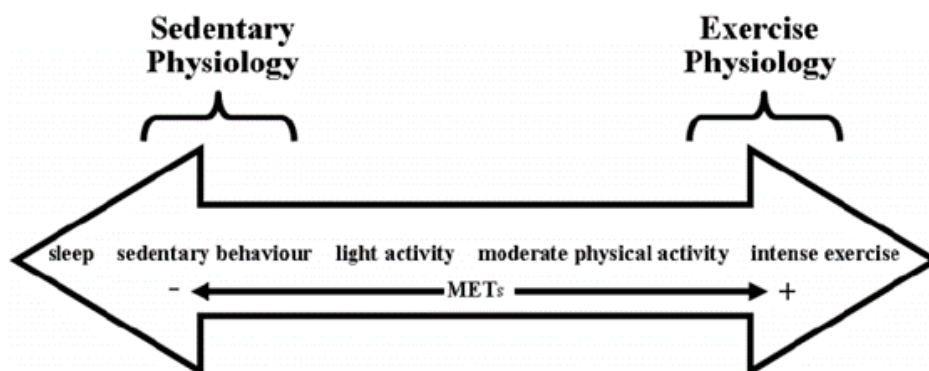 Sedentary Physiology
Exercise Physiology
sleep sedentary behaviour light activity moderate physical activity intense exercise
- METs +